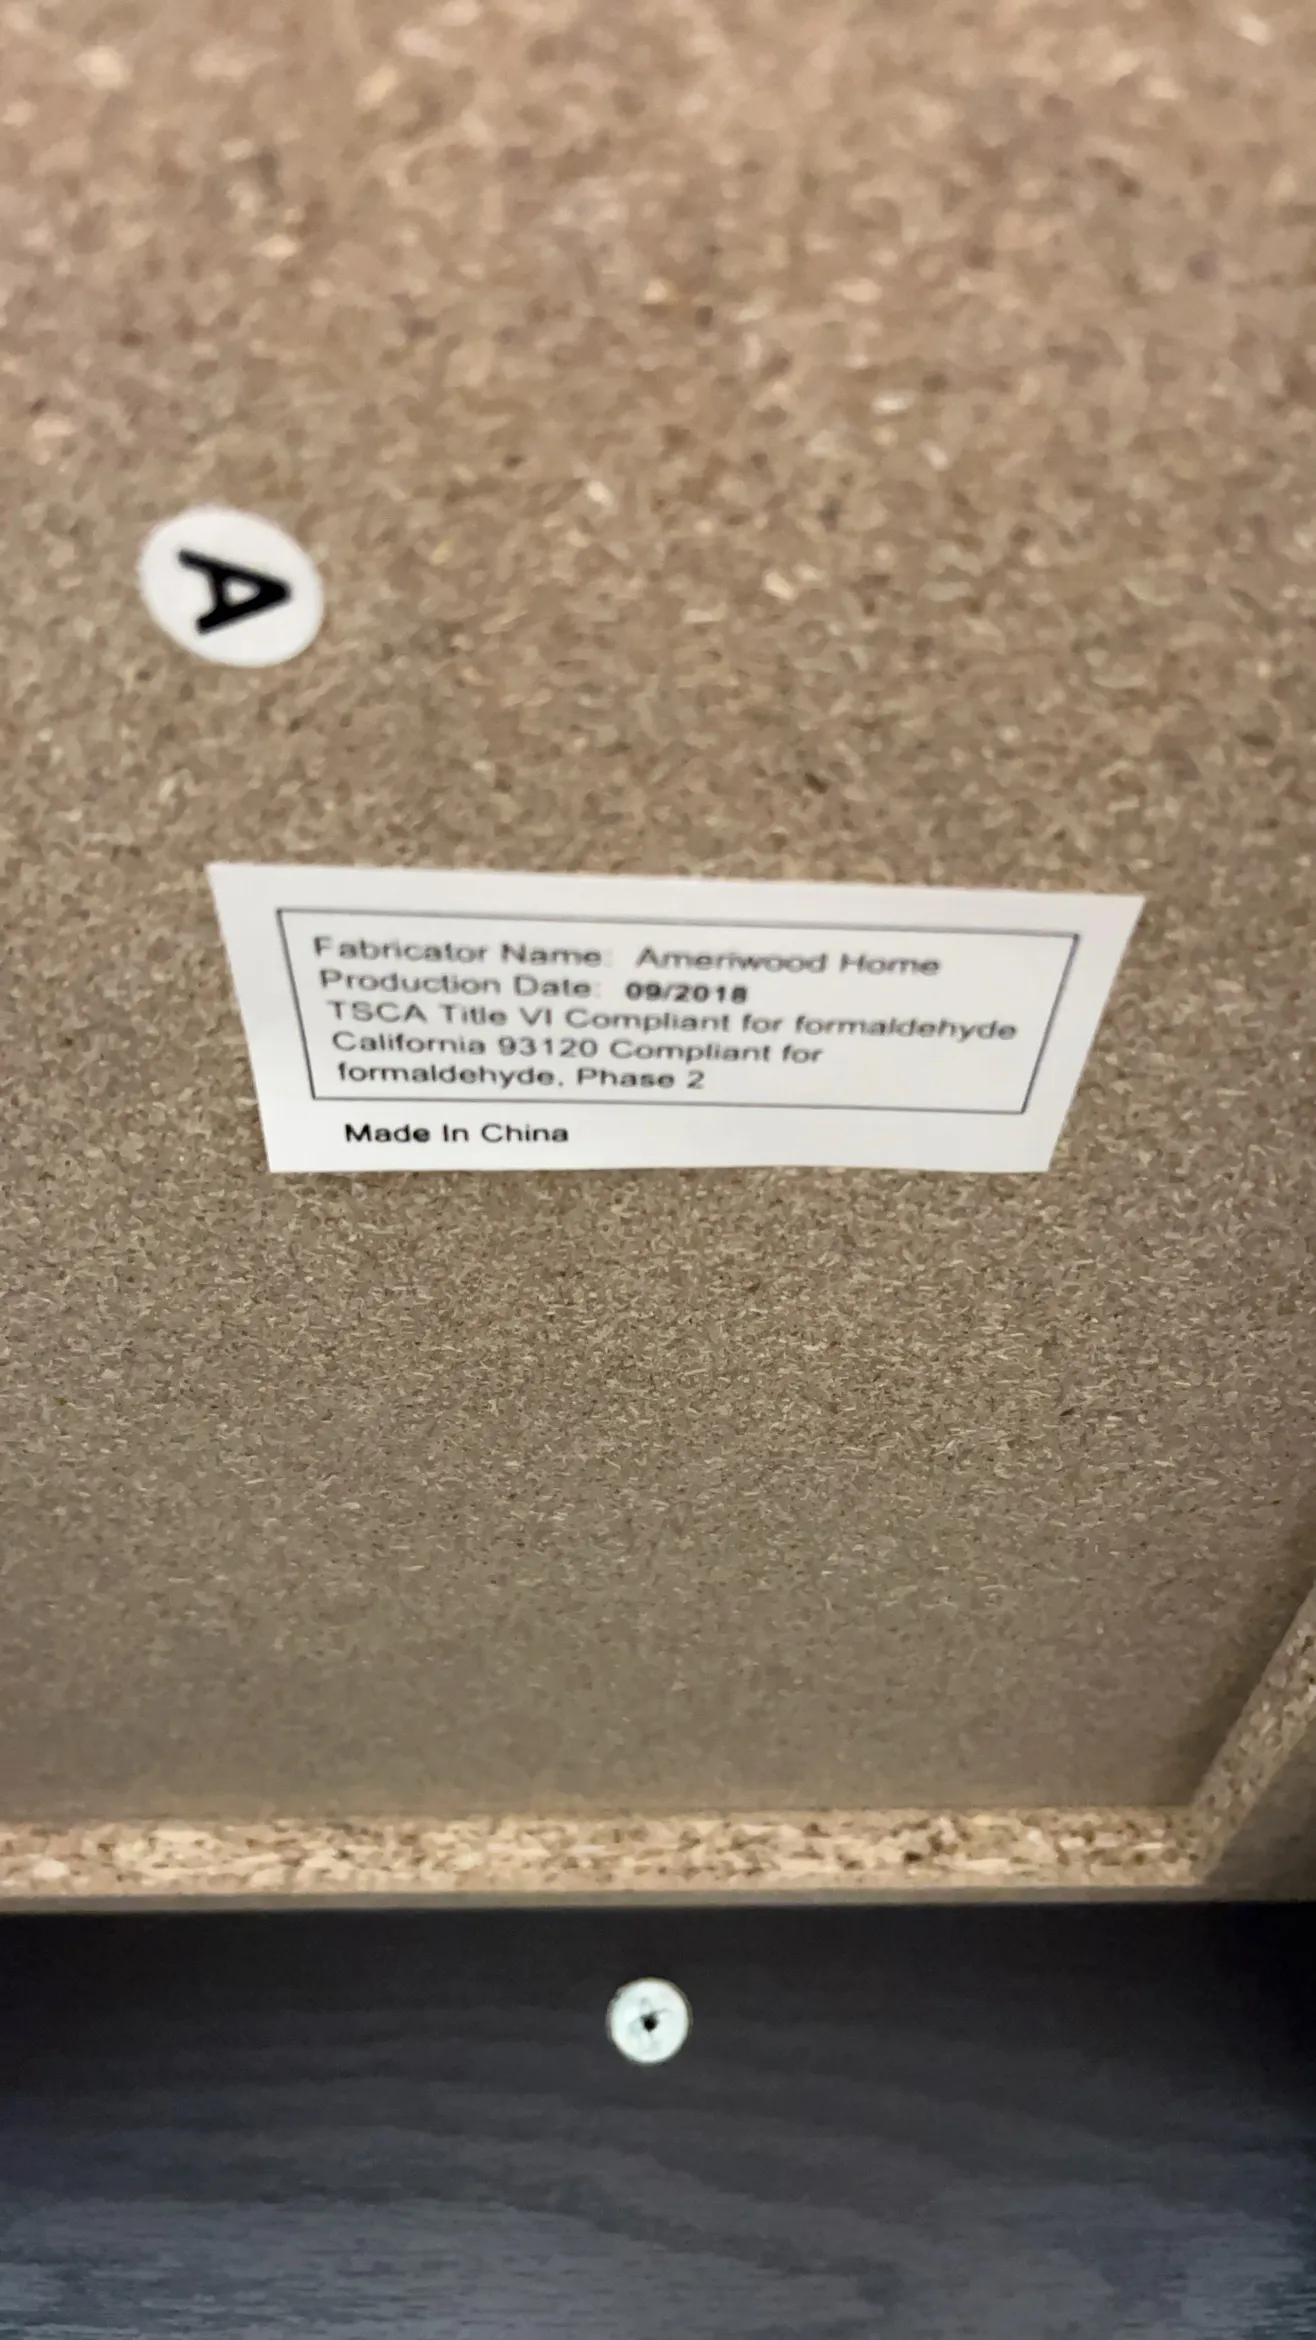 A
Fabricator Name: Ameriwood Home
Production Date: 09/2018
TSCA Title VI Compliant for formaldehyde
California 93120 Compliant for
formaldehyde, Phase 2
Made In China